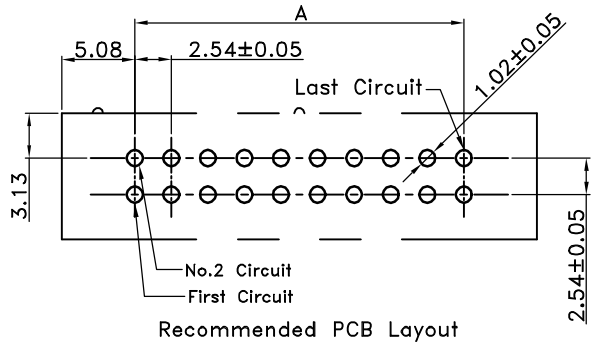 A
5.08
2.54±0.05
1.02±0.05
Last Circuit
3.13
2.54±0.05
No.2 Circuit
First Circuit
Recommended PCB Layout